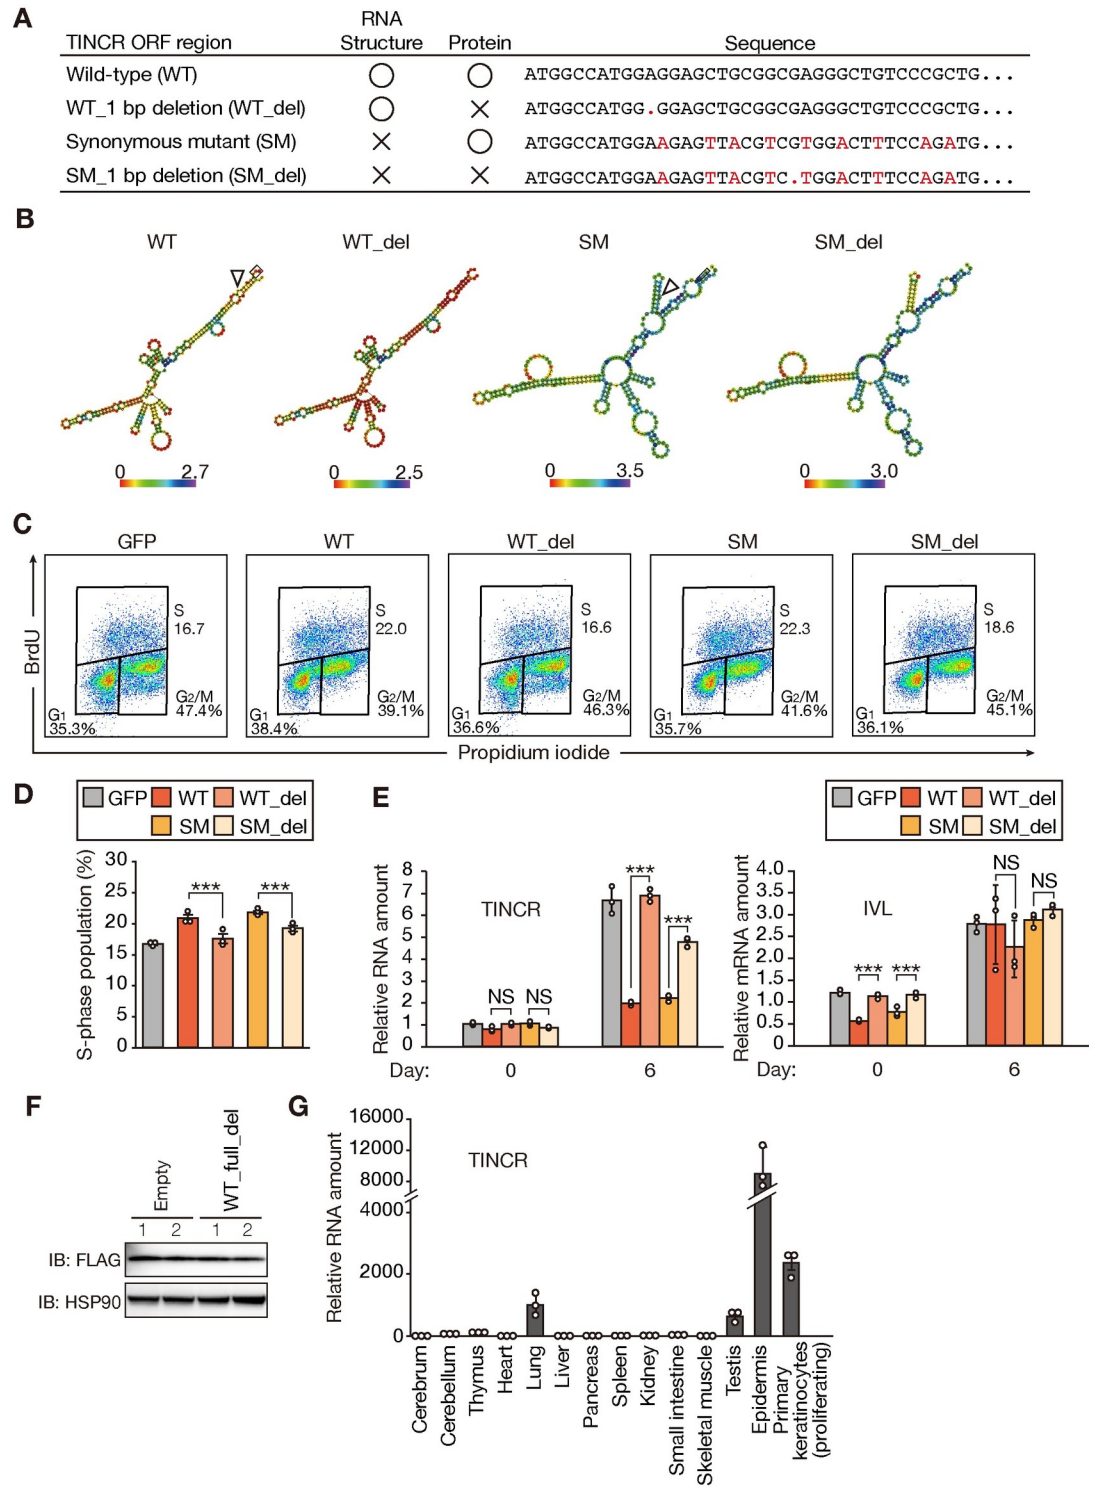 A
RNA
TINCR ORF region Structure Protein Sequence
Wild-type (WT) ATGGCCATGGAGGAGCTGCGGCGAGGGCTGTCCCGCTG...
WT_1 bp deletion (WT_del) ATGGCCATGG.GGAGCTGCGGCGAGGGCTGTCCCGCTG...
Synonymous mutant (SM) ATGGCCATGGAAGAGTTACGTCGTGGACTTTCCAGATG...
SM_1 bp deletion (SM_del) ATGGCCATGGAAGAGTTACGTC.TGGACTTTCCAGATG...
B
WT WT_del SM SM_del
0 2.7 0 2.5 0 3.5 0 3.0
C
GFP WT WT_del SM SM_del
BrdU
S S S S S
16.7 22.0 16.6 22.3 18.6
G2/M G2/M G2/M G2/M G2/M
47.4% 39.1% 46.3% 41.6% 45.1%
G1 G1 G1 G1 G1
35.3% 38.4% 36.6% 35.7% 36.1%
Propidium iodide
D
GFP WT WT_del
SM SM_del
S-phase population (%)
30
25
20
15
10
5
0
*** ***
E
Relative RNA amount
8
7
6
5
4
3
2
1
0
TINCR
NS NS *** ***
Day: 0 6
GFP WT WT_del
SM SM_del
Relative mRNA amount
4.0
3.5
3.0
2.5
2.0
1.5
1.0
0.5
0
IVL
*** *** NS NS
Day: 0 6
F
Empty WT_full_del
1 2 1 2
IB: FLAG
IB: HSP90
G
Relative RNA amount
16000
12000
8000
4000
2000
0
TINCR
Cerebrum
Cerebellum
Thymus
Heart
Lung
Liver
Pancreas
Spleen
Kidney
Small intestine
Skeletal muscle
Testis
Epidermis
Primary
keratinocytes
(proliferating)